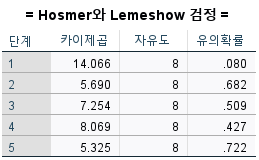 = Hosmer와 Lemeshow 검정 =
단계 카이제곱 자유도 유의확률
1 14.066 8 .080
2 5.690 8 .682
3 7.254 8 .509
4 8.069 8 .427
5 5.325 8 .722